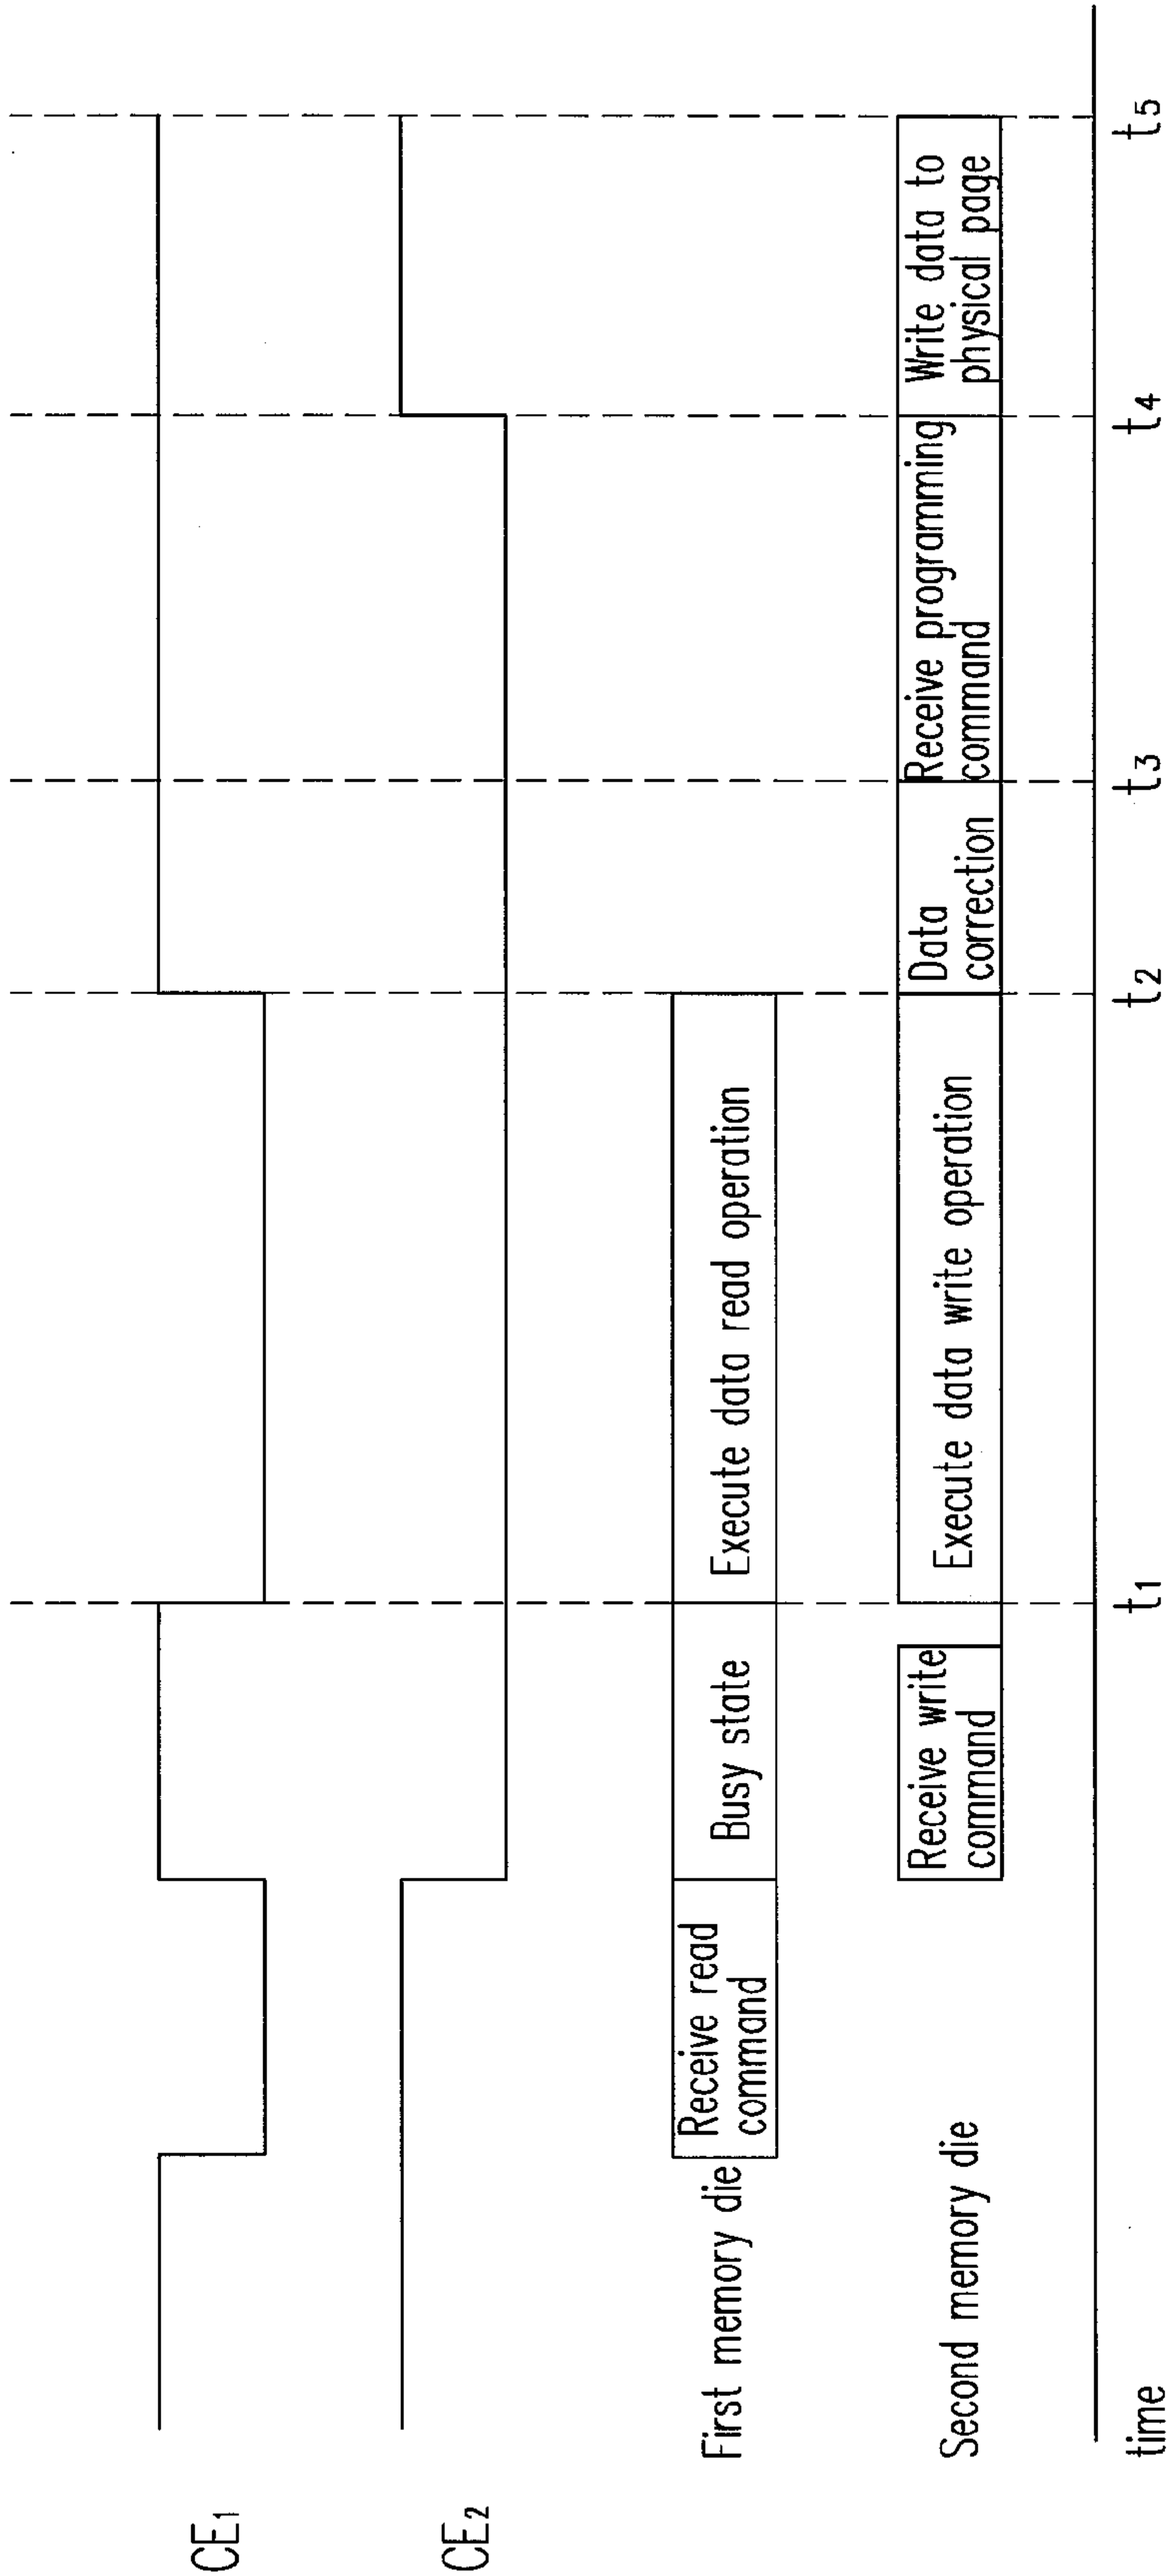 CE1
CE2
First memory die
Receive read
command
Busy state
Execute data read operation
Second memory die
Receive write
command
Execute data write operation
Data
correction
Receive programming
command
Write data to
physical page
time
t1
t2
t3
t4
t5